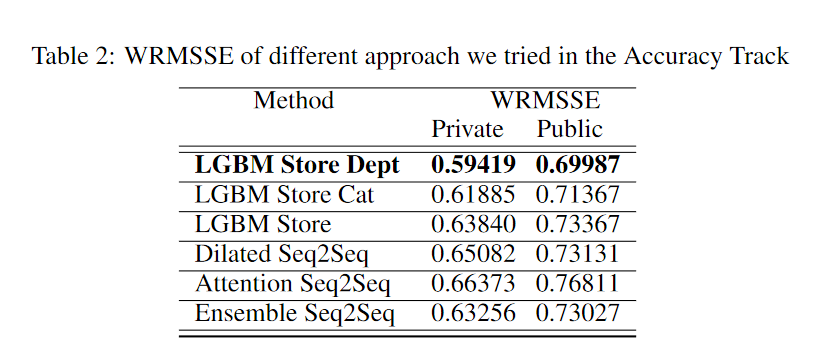 Table 2: WRMSSE of different approach we tried in the Accuracy Track
Method WRMSSE
Private Public
LGBM Store Dept 0.59419 0.69987
LGBM Store Cat 0.61885 0.71367
LGBM Store 0.63840 0.73367
Dilated Seq2Seq 0.65082 0.73131
Attention Seq2Seq 0.66373 0.76811
Ensemble Seq2Seq 0.63256 0.73027